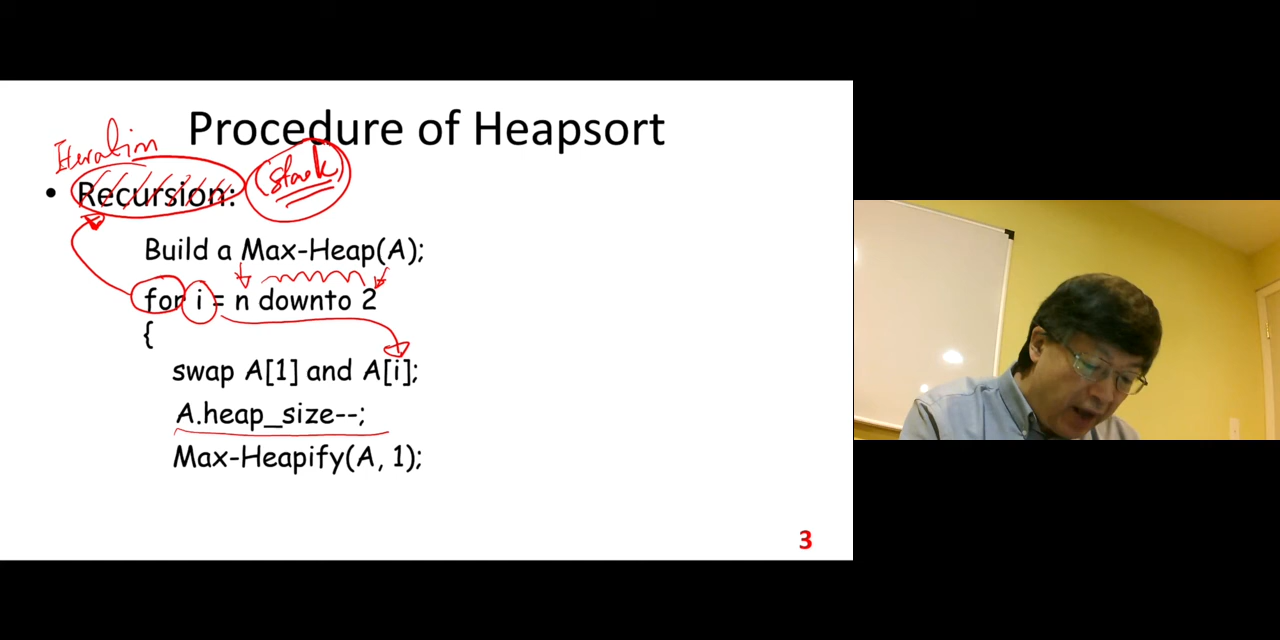 Procedure of Heapsort
Iteration
• Recursion: (stack)
Build a Max-Heap(A);
for i = n downto 2
{
swap A[1] and A[i];
A.heap_size--;
Max-Heapify(A, 1);
3